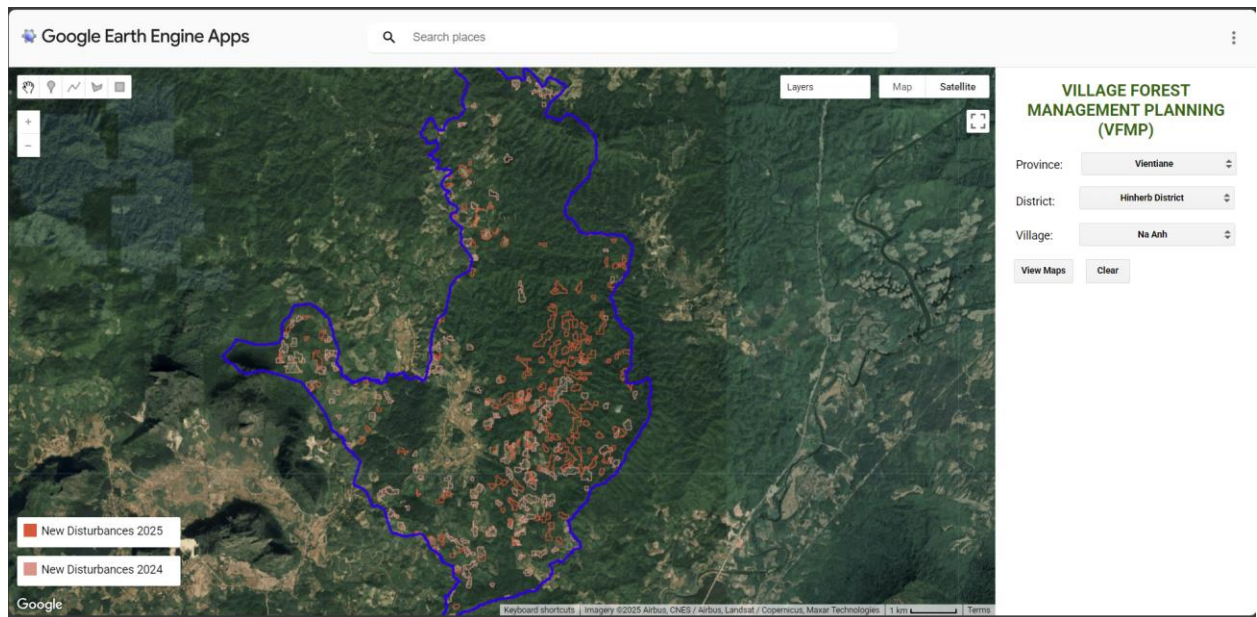 Google Earth Engine Apps
Search places
Layers
Map
Satellite
+
-
VILLAGE FOREST
MANAGEMENT PLANNING
(VFMP)
Province:
Vientiane
District:
Hinherb District
Village:
Na Anh
View Maps
Clear
New Disturbances 2025
New Disturbances 2024
Google
Keyboard shortcuts
Imagery ©2025 Airbus, CNES / Airbus, Landsat / Copernicus, Maxar Technologies
1 km
Terms